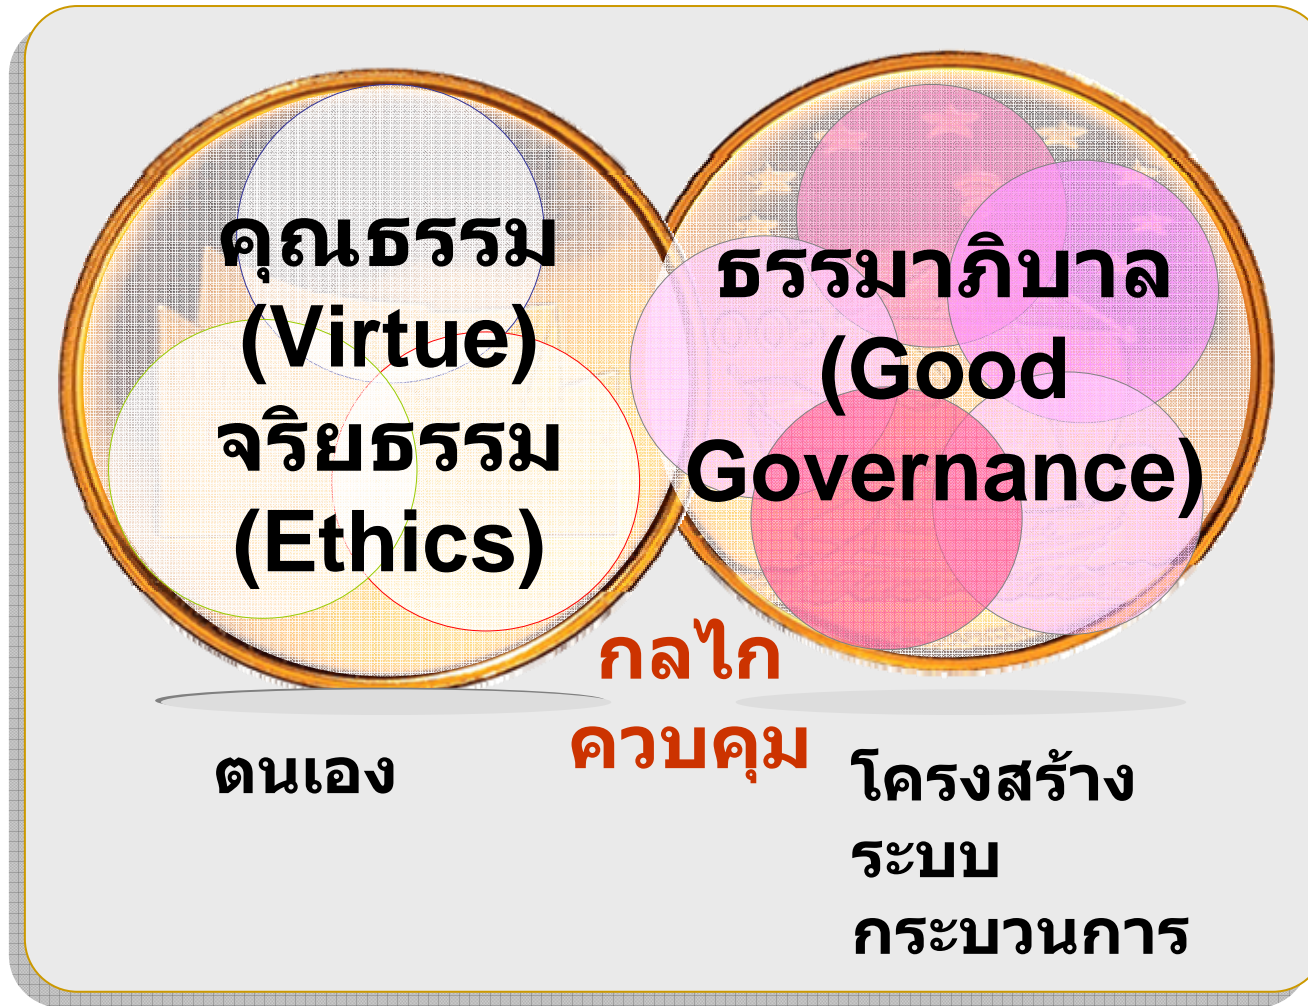 คุณธรรม
(Virtue)
จริยธรรม
(Ethics)
ธรรมาภิบาล
(Good
Governance)
กลไก
ควบคุม
ตนเอง
โครงสร้าง
ระบบ
กระบวนการ